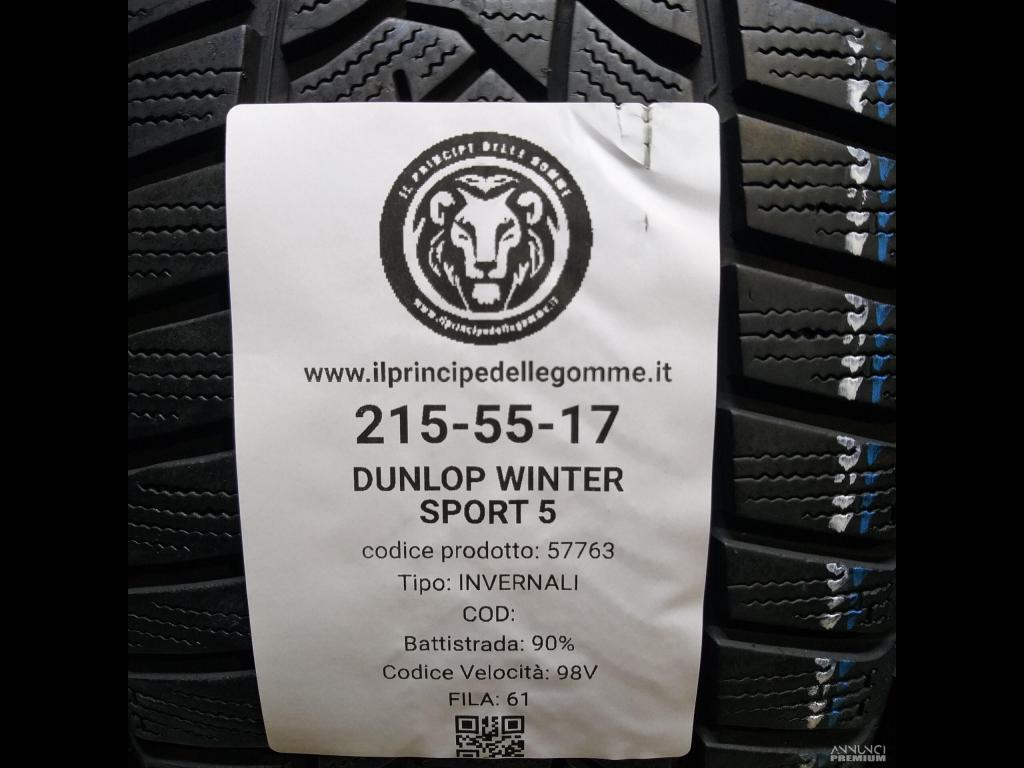 IL PRINCIPE DELLE GOMME
www.ilprincipedellegomme.it
www.ilprincipedellegomme.it
215-55-17
DUNLOP WINTER
SPORT 5
codice prodotto: 57763
Tipo: INVERNALI
COD:
Battistrada: 90%
Codice Velocità: 98V
FILA: 61
ANNUNCI
PREMIUM